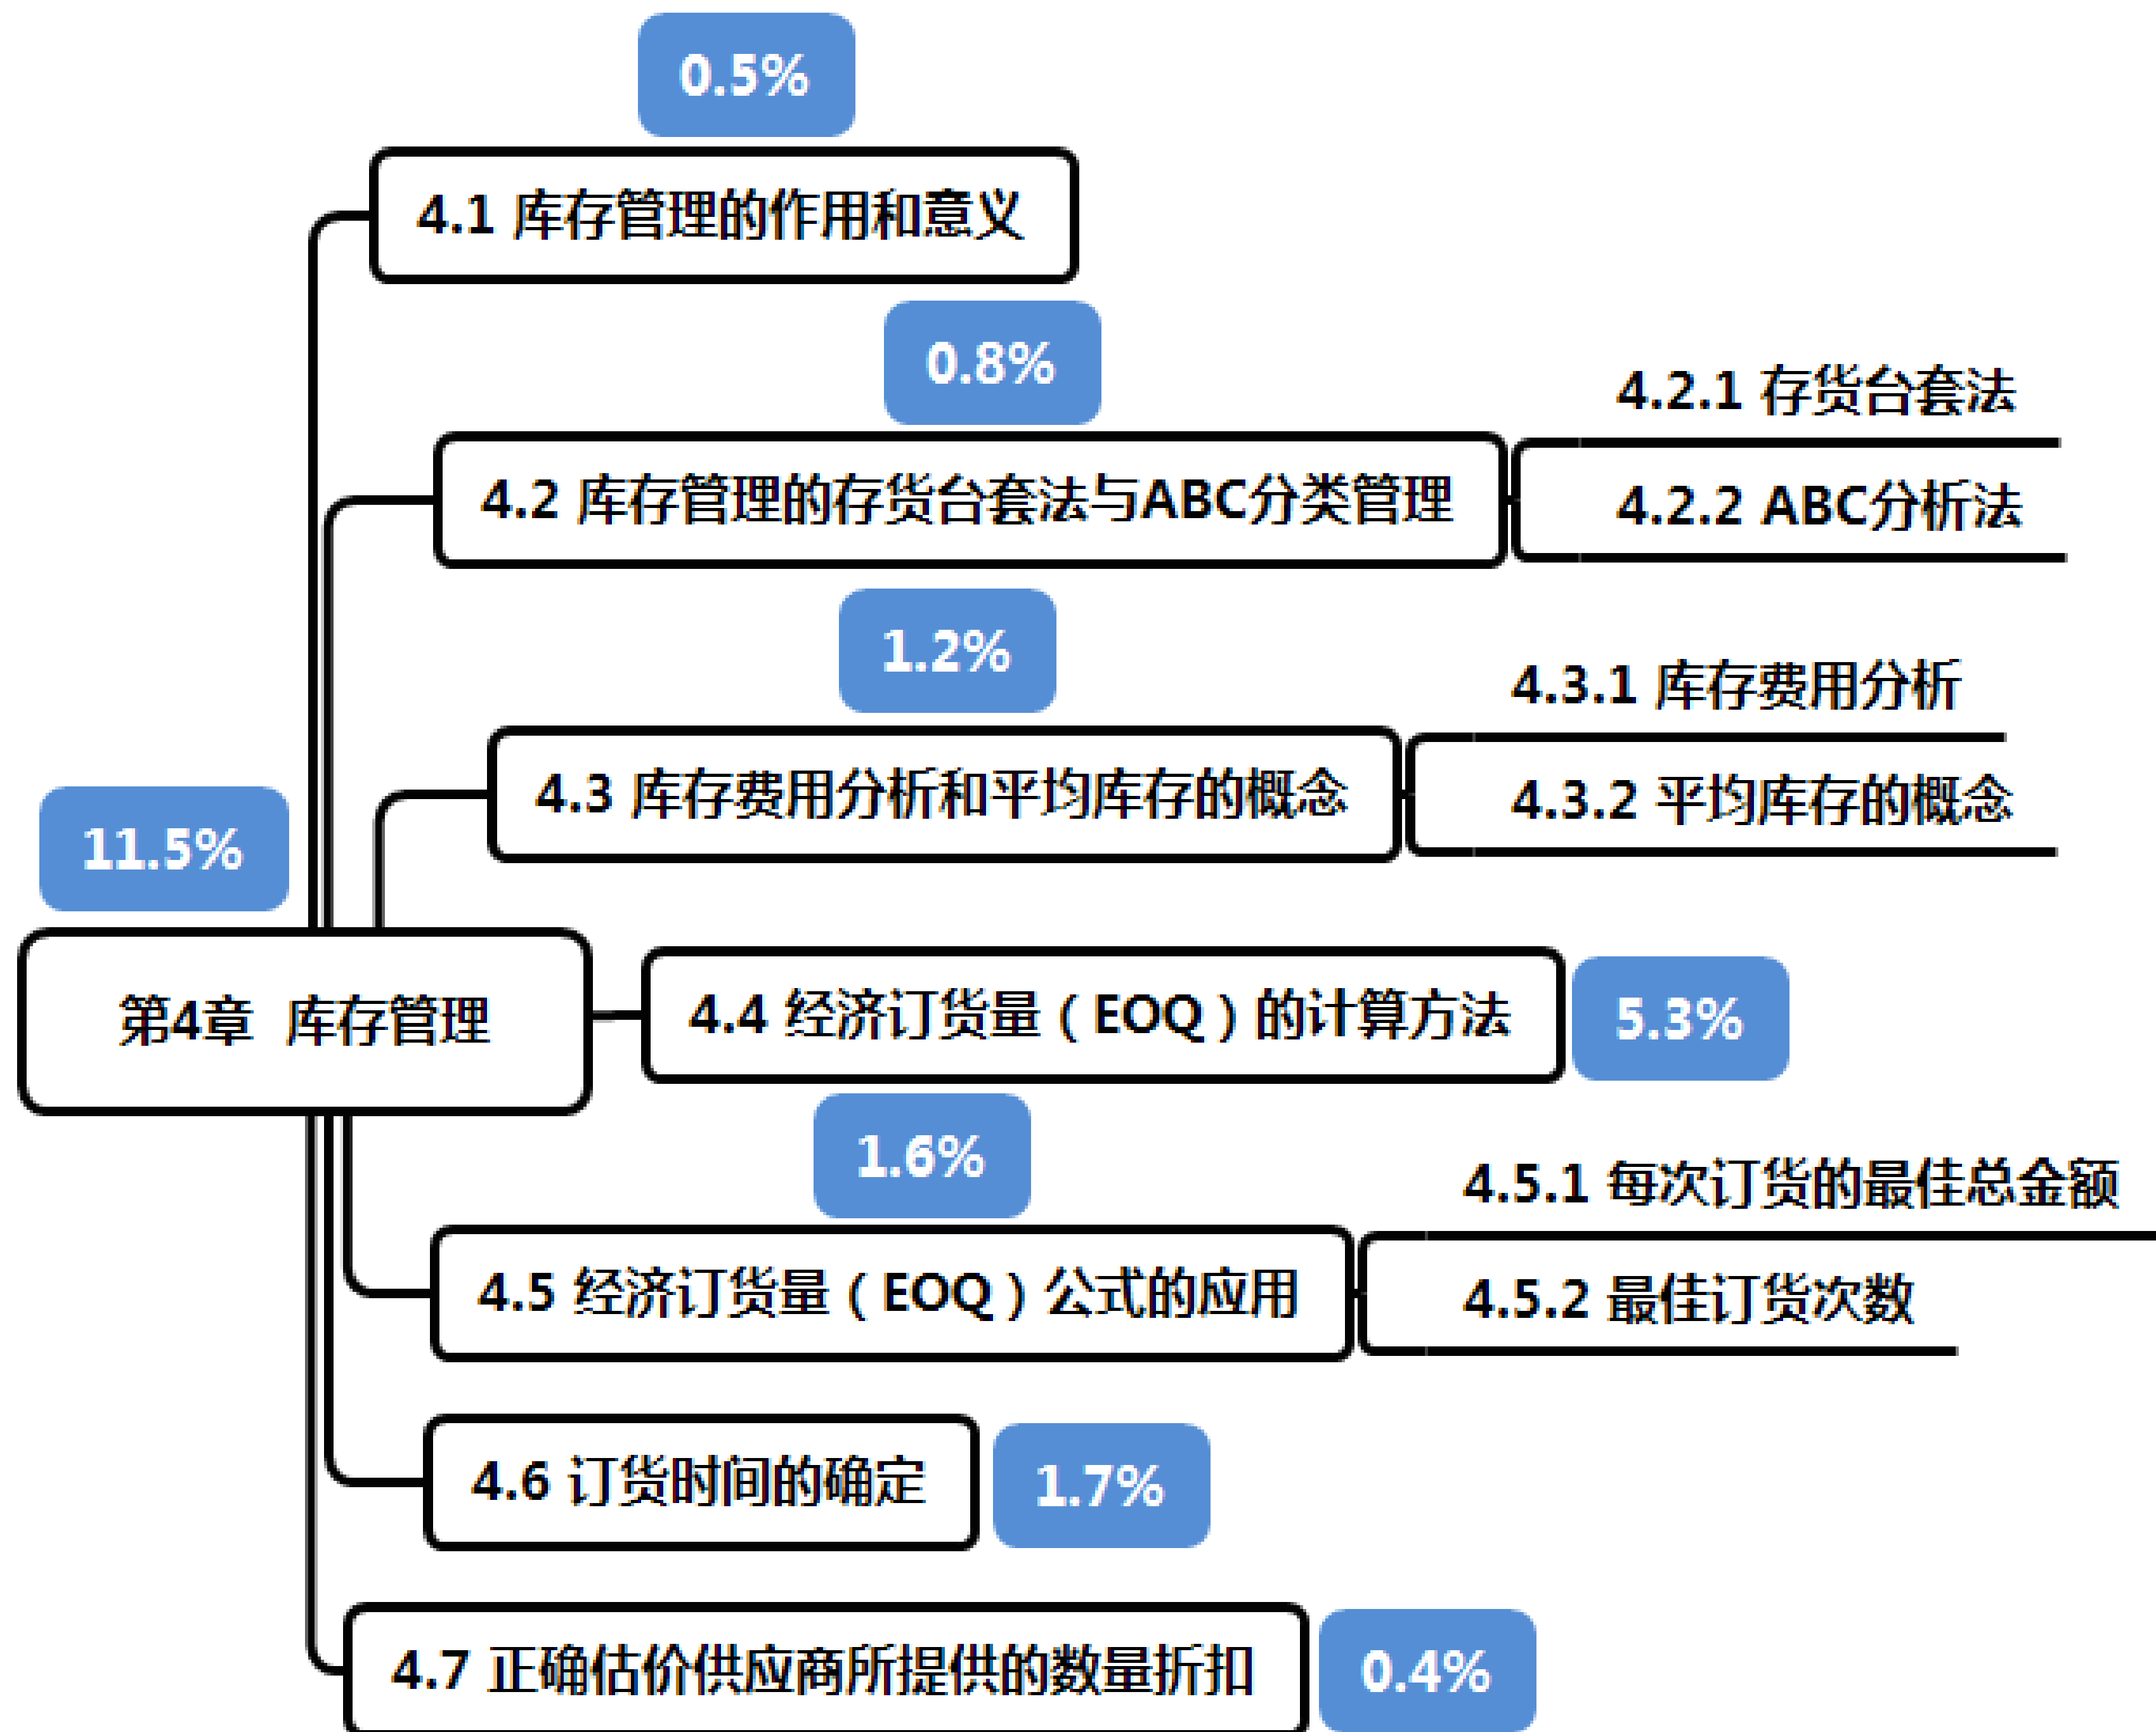 0.5%
4.1 库存管理的作用和意义
0.8%
4.2 库存管理的存货台套法与ABC分类管理
4.2.1 存货台套法
4.2.2 ABC分析法
1.2%
4.3 库存费用分析和平均库存的概念
4.3.1 库存费用分析
4.3.2 平均库存的概念
11.5%
第4章 库存管理
4.4 经济订货量（EOQ）的计算方法
5.3%
1.6%
4.5 经济订货量（EOQ）公式的应用
4.5.1 每次订货的最佳总金额
4.5.2 最佳订货次数
4.6 订货时间的确定
1.7%
4.7 正确估价供应商所提供的数量折扣
0.4%